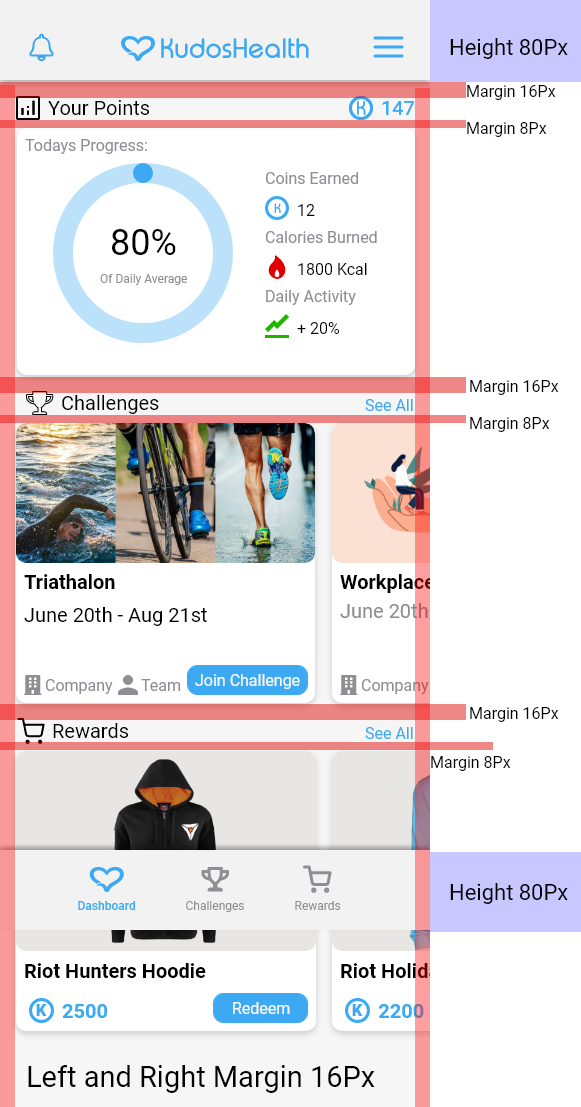 KudosHealth
Height 80Px
Margin 16Px
Your Points
147
Margin 8Px
Todays Progress:
80%
Of Daily Average
Coins Earned
12
Calories Burned
1800 Kcal
Daily Activity
+ 20%
Margin 16Px
Challenges
See All
Margin 8Px
Triathalon
June 20th - Aug 21st
Company
Team
Join Challenge
Workplace
June 20th
Company
Margin 16Px
Rewards
See All
Margin 8Px
Dashboard
Challenges
Rewards
Height 80Px
Riot Hunters Hoodie
K 2500
Redeem
Riot Holid
K 2200
Left and Right Margin 16Px